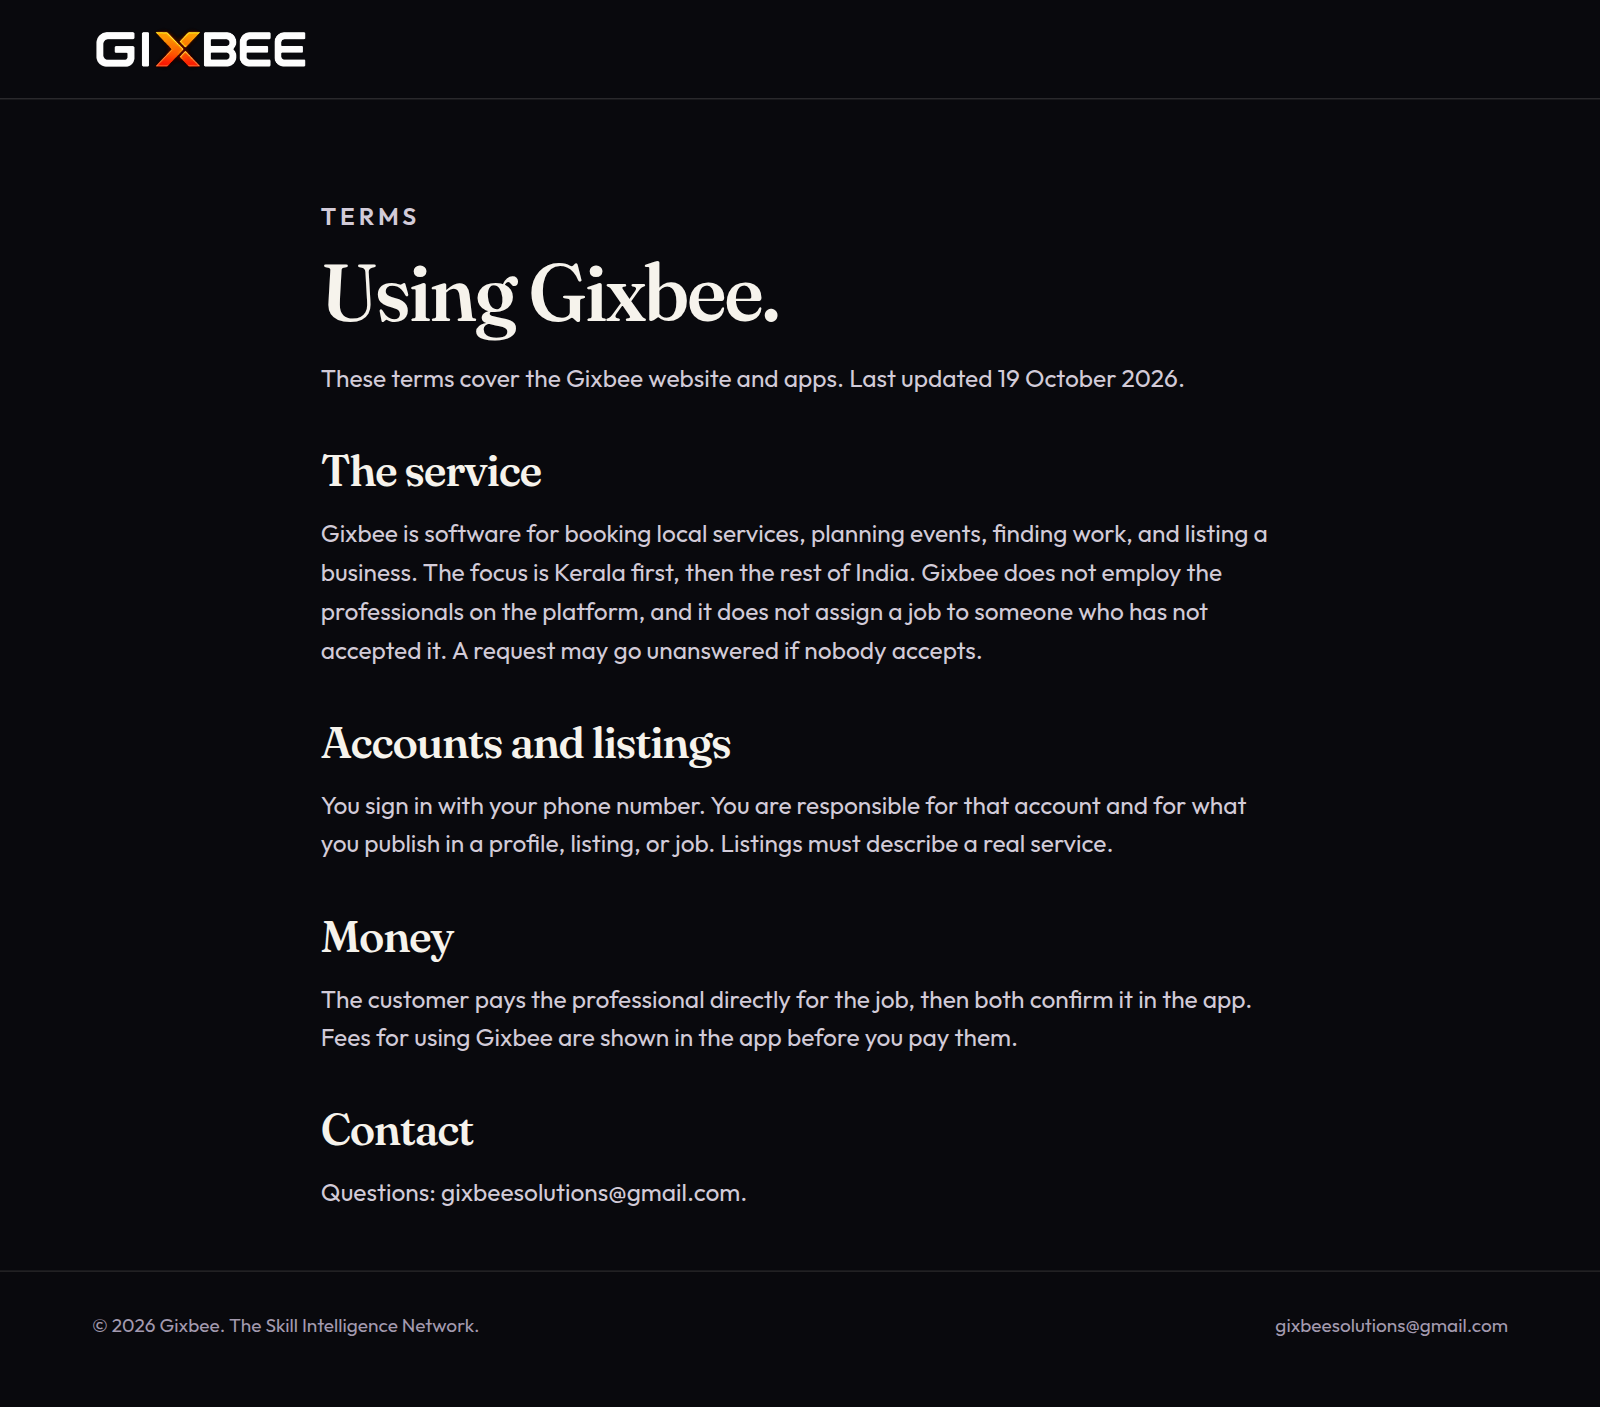 GIXBEE
TERMS
Using Gixbee.
These terms cover the Gixbee website and apps. Last updated 19 October 2026.
The service
Gixbee is software for booking local services, planning events, finding work, and listing a
business. The focus is Kerala first, then the rest of India. Gixbee does not employ the
professionals on the platform, and it does not assign a job to someone who has not
accepted it. A request may go unanswered if nobody accepts.
Accounts and listings
You sign in with your phone number. You are responsible for that account and for what
you publish in a profile, listing, or job. Listings must describe a real service.
Money
The customer pays the professional directly for the job, then both confirm it in the app.
Fees for using Gixbee are shown in the app before you pay them.
Contact
Questions: gixbeesolutions@gmail.com.
© 2026 Gixbee. The Skill Intelligence Network.
gixbeesolutions@gmail.com